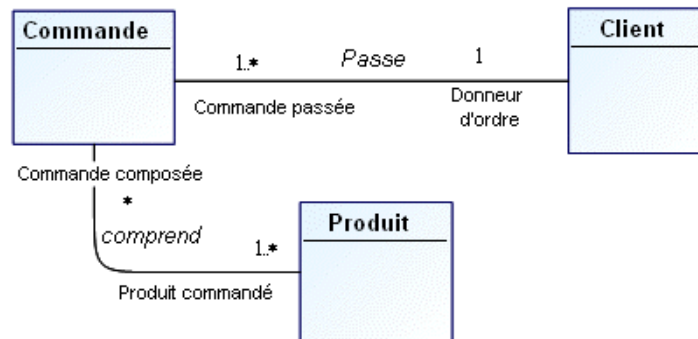 Commande
Client
1..* Passe 1
Commande passée
Donneur
d'ordre
Commande composée
*
Produit
comprend
1..*
Produit commandé